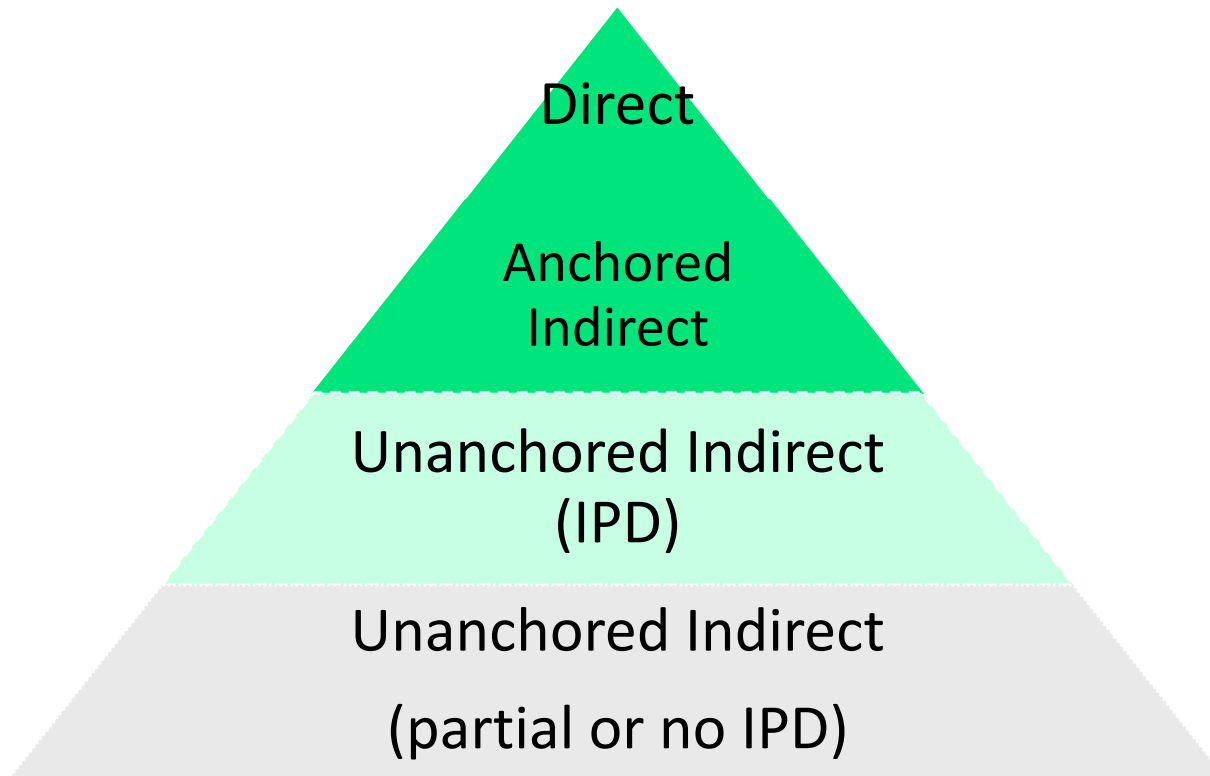 Direct
Anchored
Indirect
Unanchored Indirect
(IPD)
Unanchored Indirect
(partial or no IPD)